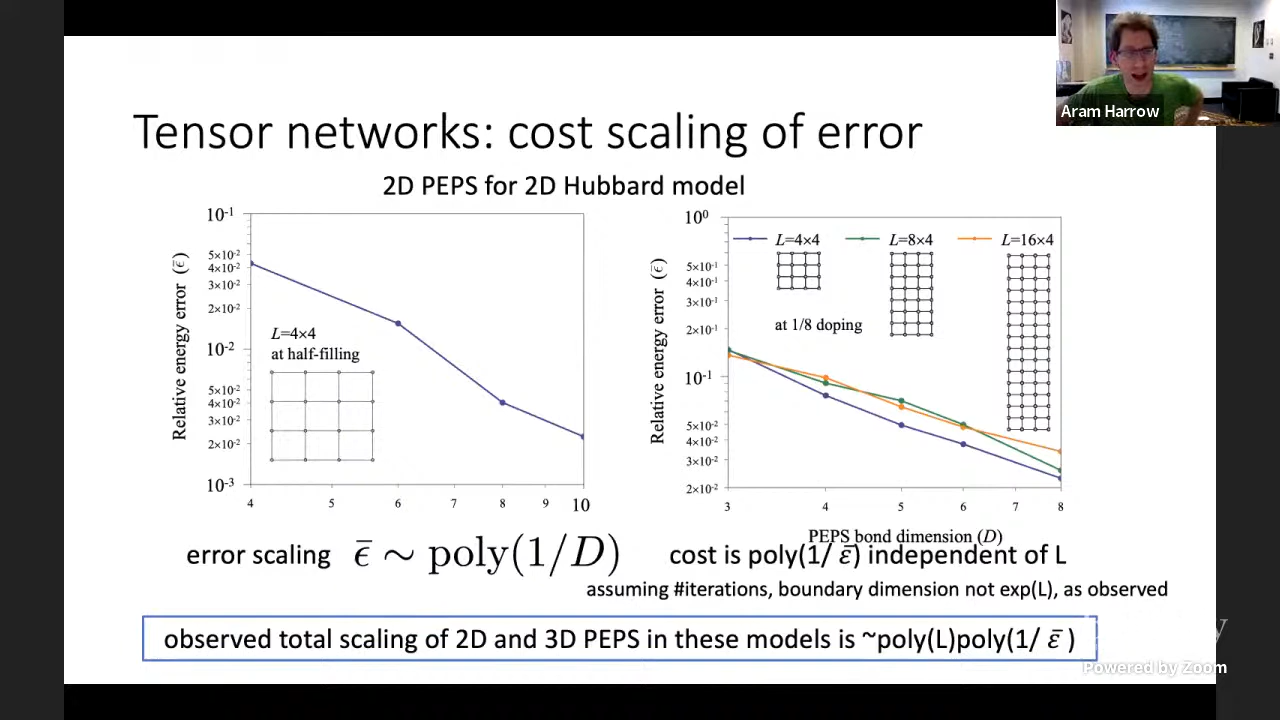 Aram Harrow
Tensor networks: cost scaling of error
2D PEPS for 2D Hubbard model
Relative energy error (ε̄)
10⁻¹
5×10⁻²
4×10⁻²
3×10⁻²
2×10⁻²
10⁻²
5×10⁻²
4×10⁻²
3×10⁻²
2×10⁻²
10⁻³
L=4×4
at half-filling
4 5 6 7 8 9 10
Relative energy error (ε̄)
10⁰
5×10⁻¹
4×10⁻¹
3×10⁻¹
2×10⁻¹
10⁻¹
5×10⁻²
4×10⁻²
3×10⁻²
2×10⁻²
L=4×4 L=8×4 L=16×4
at 1/8 doping
3 4 5 6 7 8
PEPS bond dimension (D)
error scaling ε̄ ∼ poly(1/D)
cost is poly(1/ ε̄) independent of L
assuming #iterations, boundary dimension not exp(L), as observed
observed total scaling of 2D and 3D PEPS in these models is ~poly(L)poly(1/ ε̄ )
Powered by Zoom